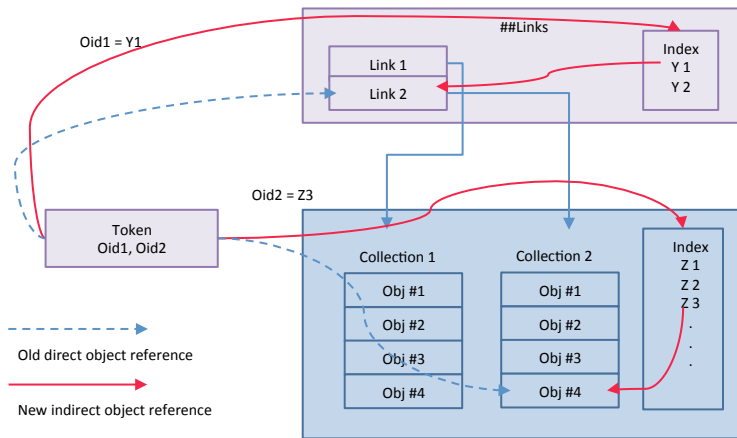 Oid1 = Y1
##Links
Link 1
Link 2
Index
Y 1
Y 2
Oid2 = Z3
Token
Oid1, Oid2
Collection 1
Obj #1
Obj #2
Obj #3
Obj #4
Collection 2
Obj #1
Obj #2
Obj #3
Obj #4
Index
Z 1
Z 2
Z 3
.
.
.
Old direct object reference
New indirect object reference